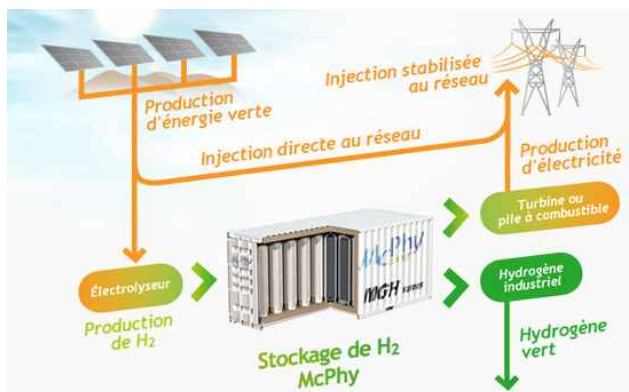 Production
d'énergie verte
Injection stabilisée
au réseau
Injection directe au réseau
Production
d'électricité
Turbine ou
pile à combustible
Électrolyseur
Production
de H2
McPhy
McPhy
Hydrogène
industriel
Stockage de H2
McPhy
Hydrogène
vert